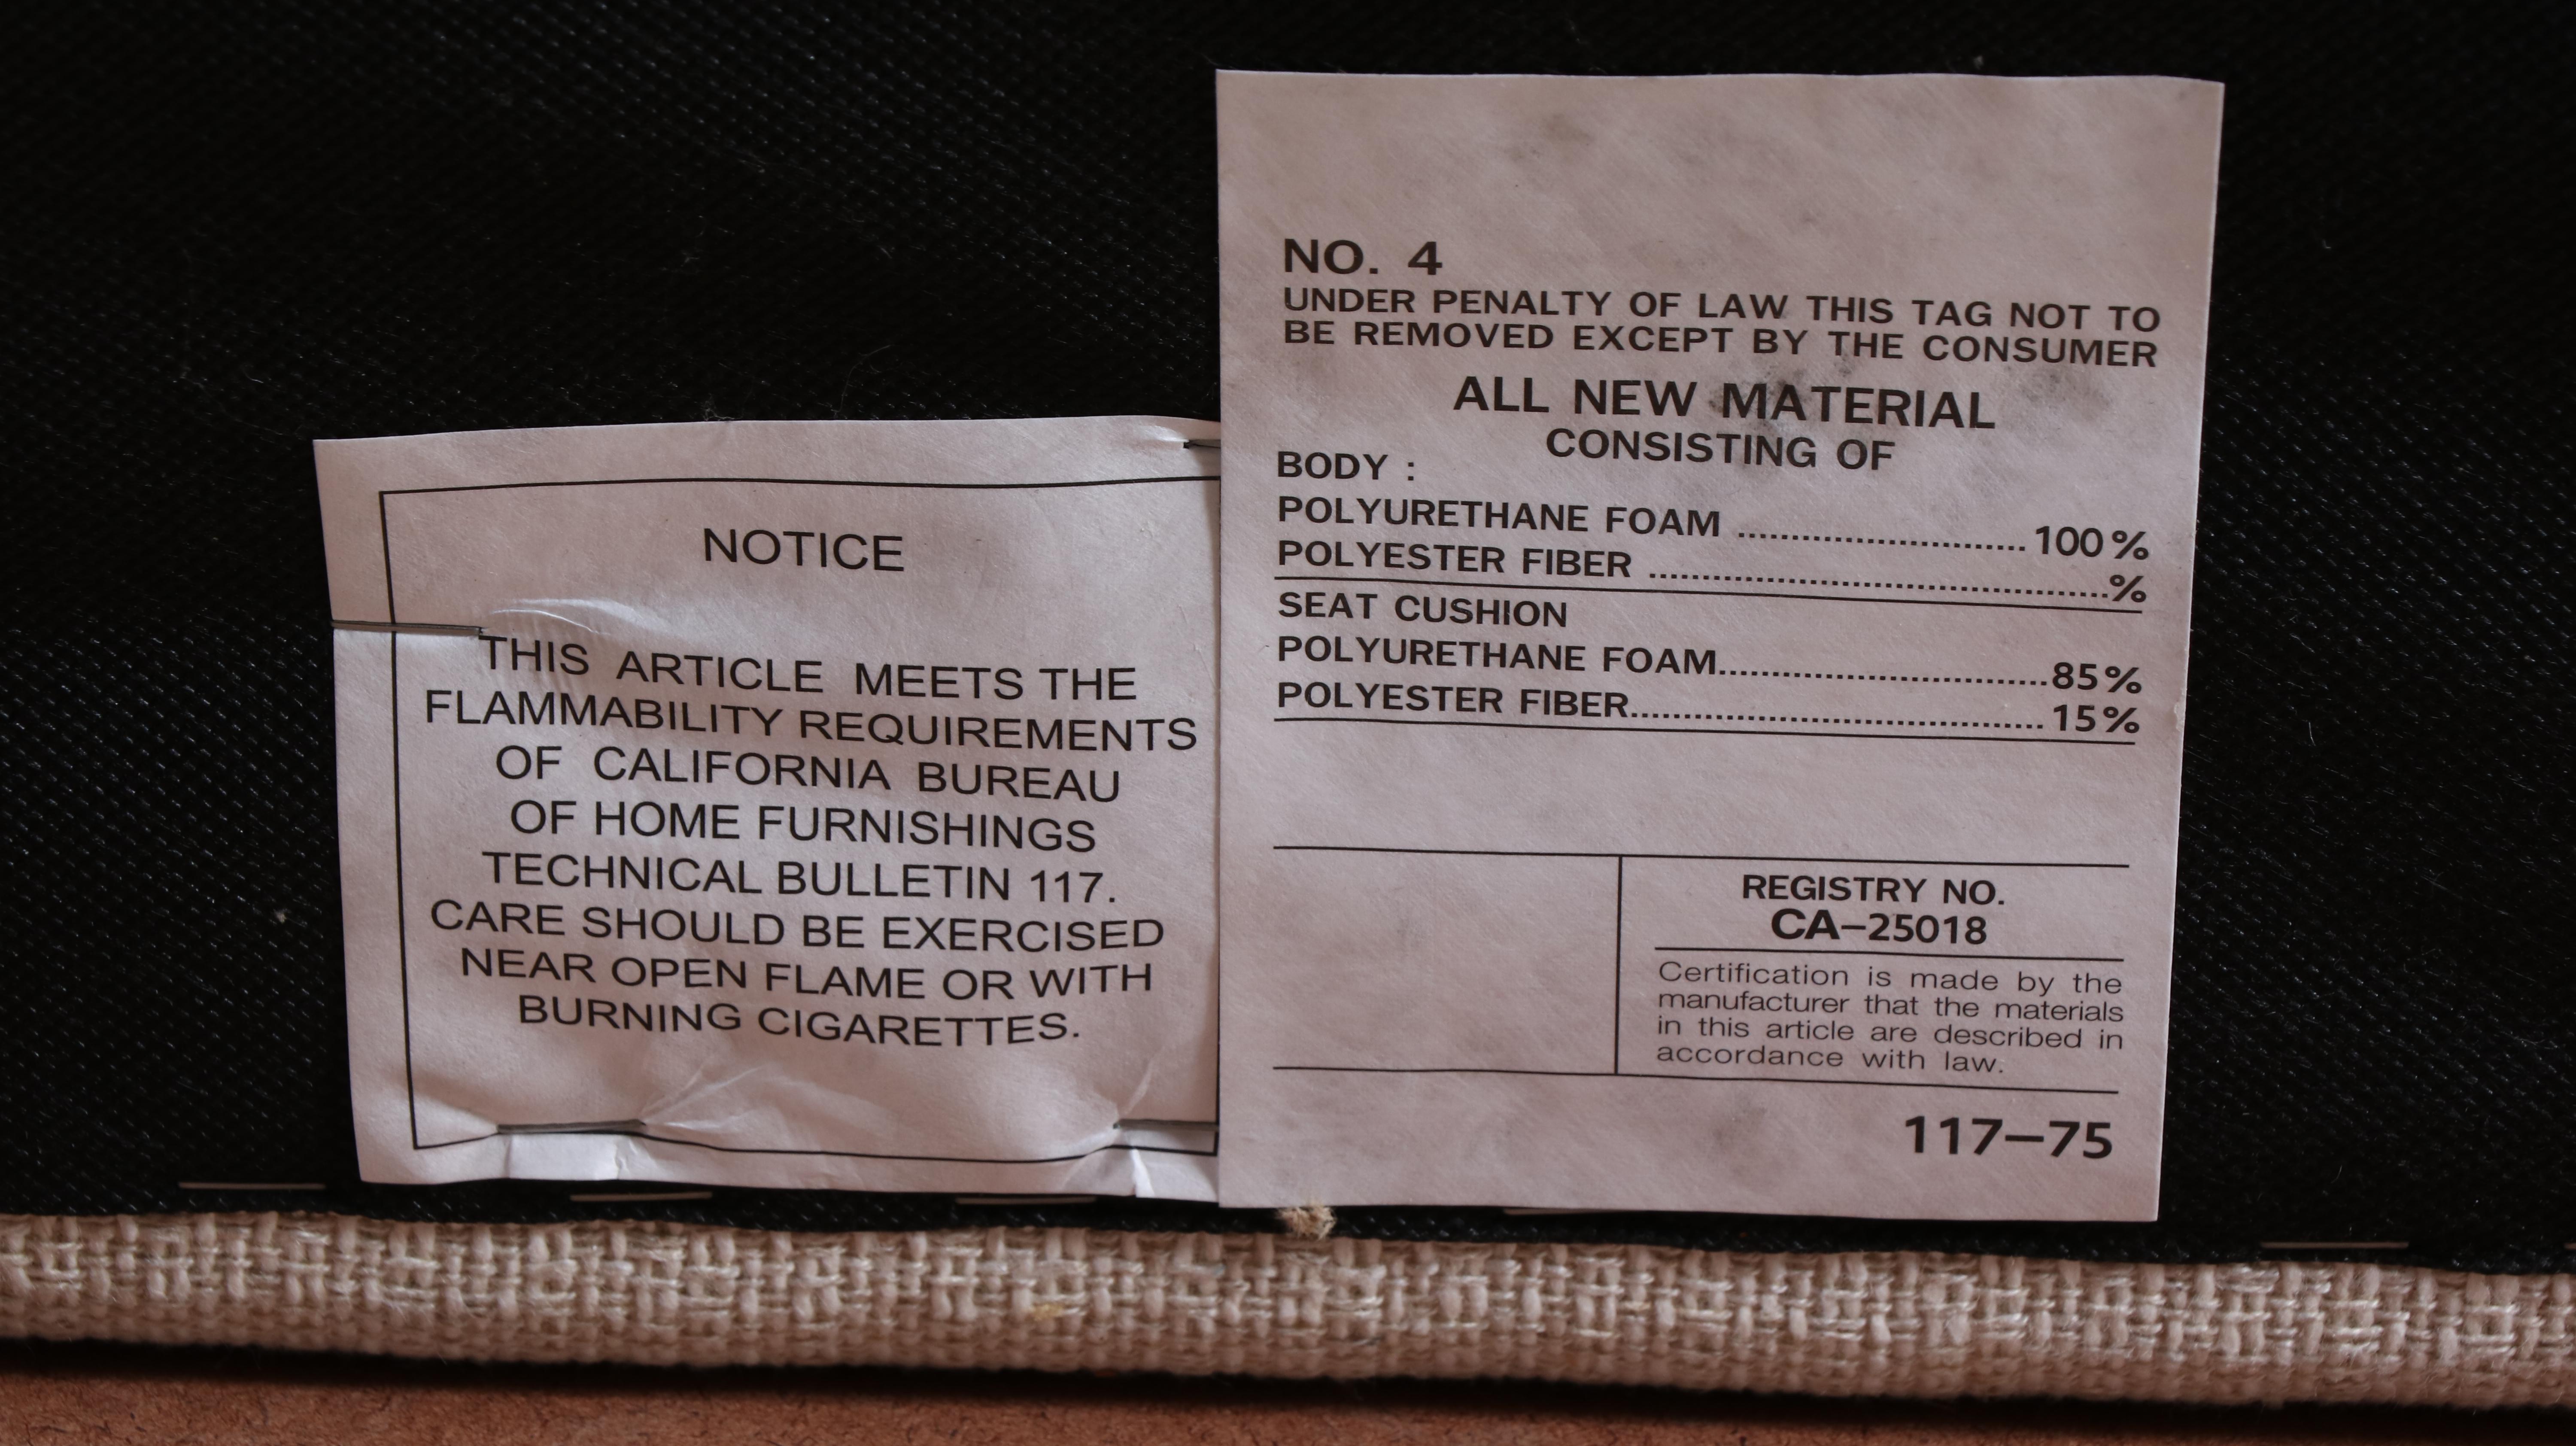 NOTICE
THIS ARTICLE MEETS THE
FLAMMABILITY REQUIREMENTS
OF CALIFORNIA BUREAU
OF HOME FURNISHINGS
TECHNICAL BULLETIN 117.
CARE SHOULD BE EXERCISED
NEAR OPEN FLAME OR WITH
BURNING CIGARETTES.
NO. 4
UNDER PENALTY OF LAW THIS TAG NOT TO
BE REMOVED EXCEPT BY THE CONSUMER
ALL NEW MATERIAL
CONSISTING OF
BODY :
POLYURETHANE FOAM ........................... 100%
POLYESTER FIBER ...........................................%
SEAT CUSHION
POLYURETHANE FOAM...............................85%
POLYESTER FIBER.......................................15%
REGISTRY NO.
CA-25018
Certification is made by the
manufacturer that the materials
in this article are described in
accordance with law.
117-75